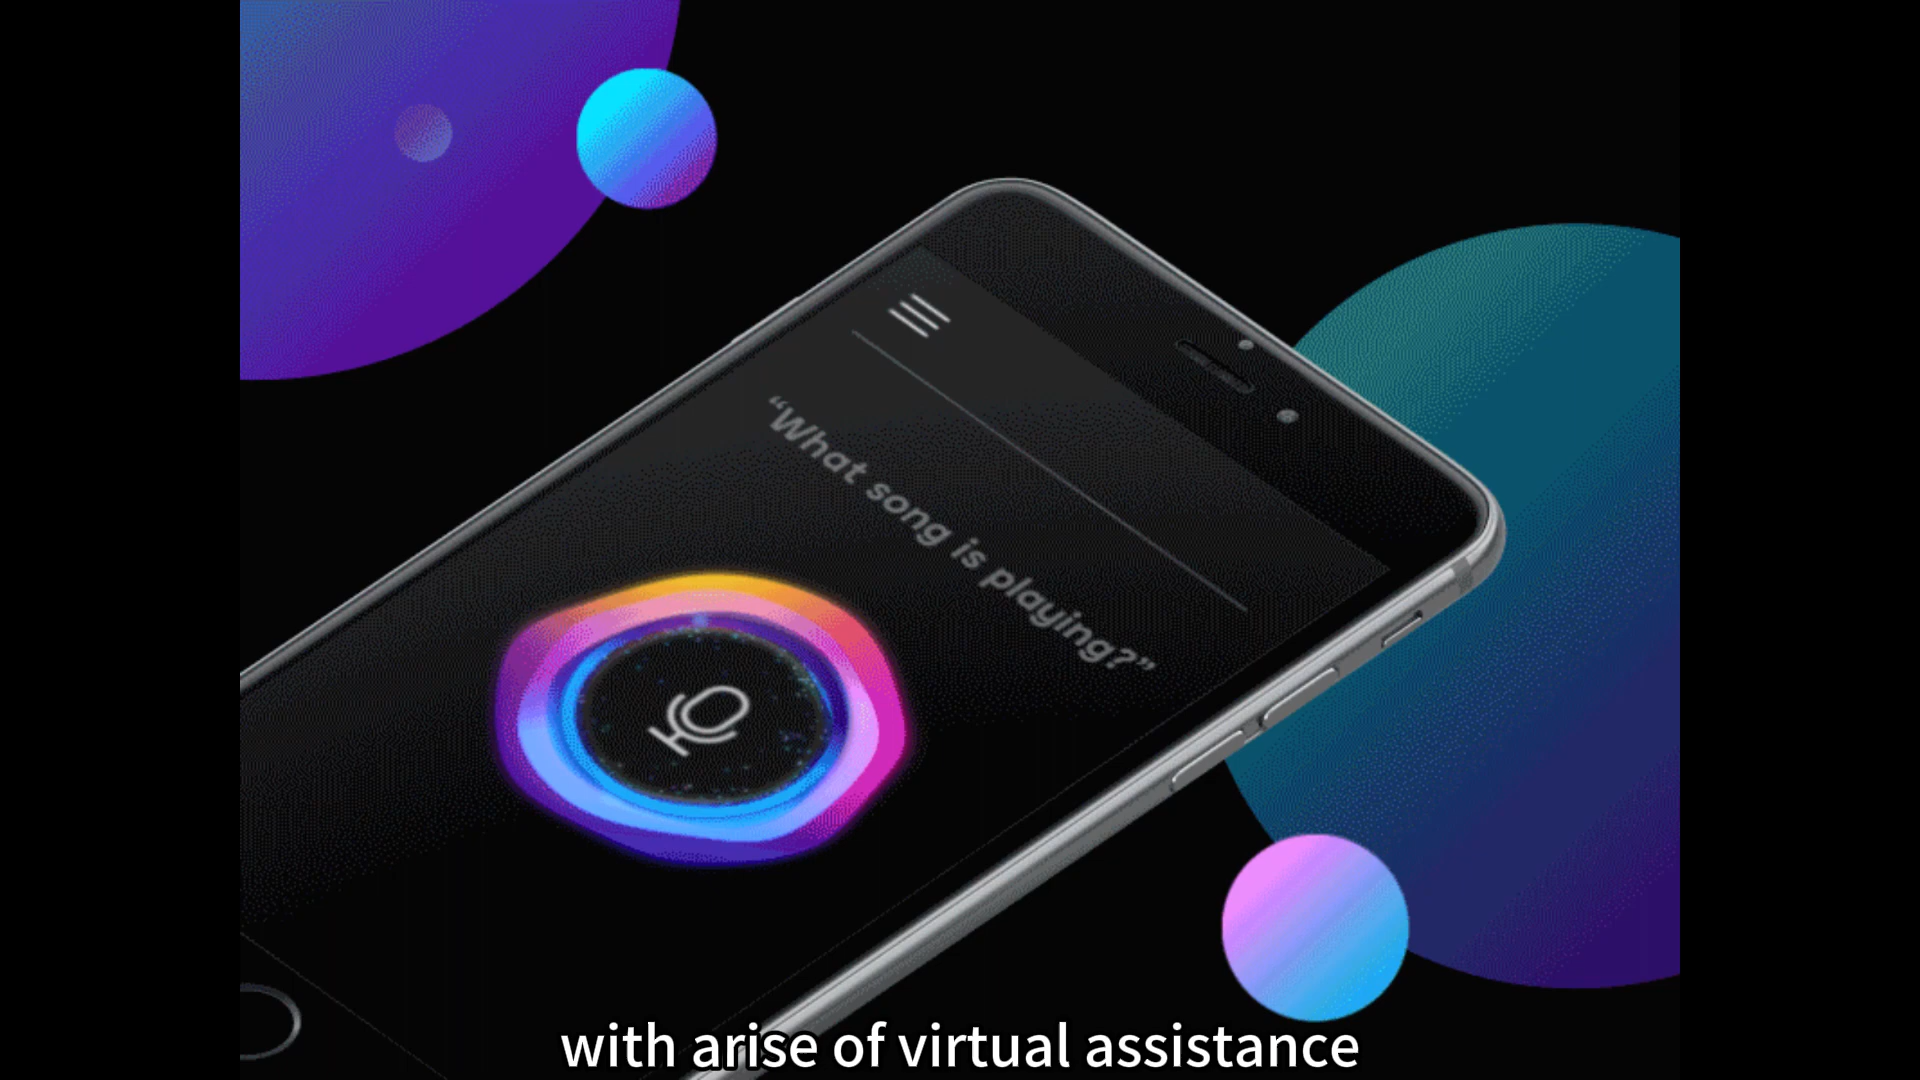 “What song is playing?”
with arise of virtual assistance